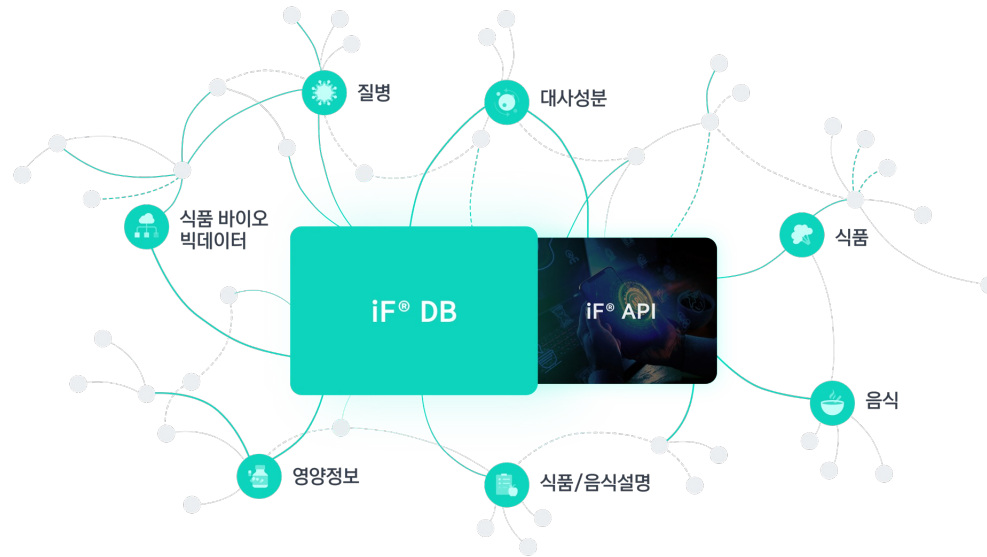 질병
대사성분
식품 바이오
빅데이터
식품
iF® DB
iF® API
음식
영양정보
식품/음식설명